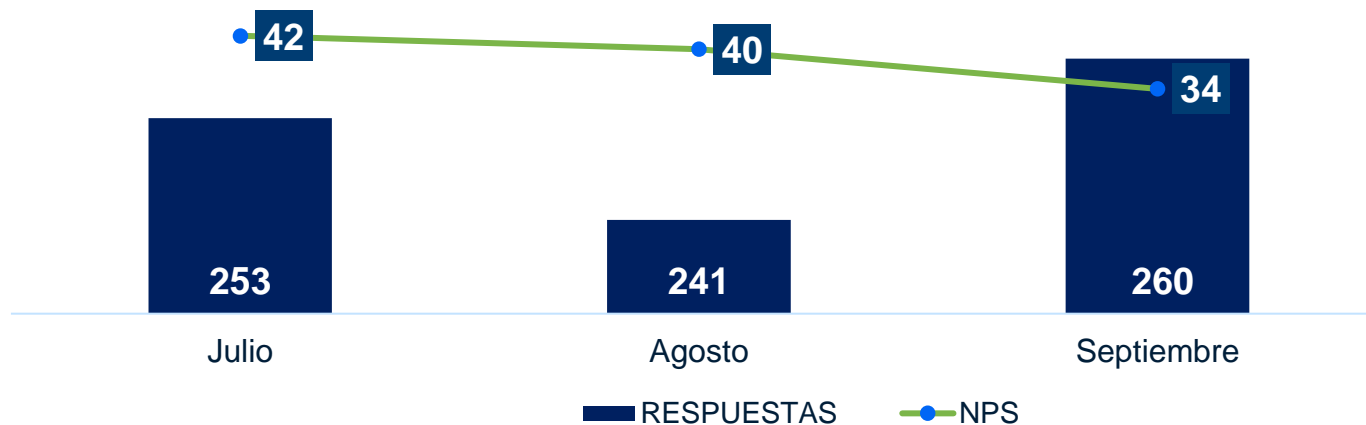 42
40
34
253
241
260
Julio
Agosto
Septiembre
RESPUESTAS
NPS